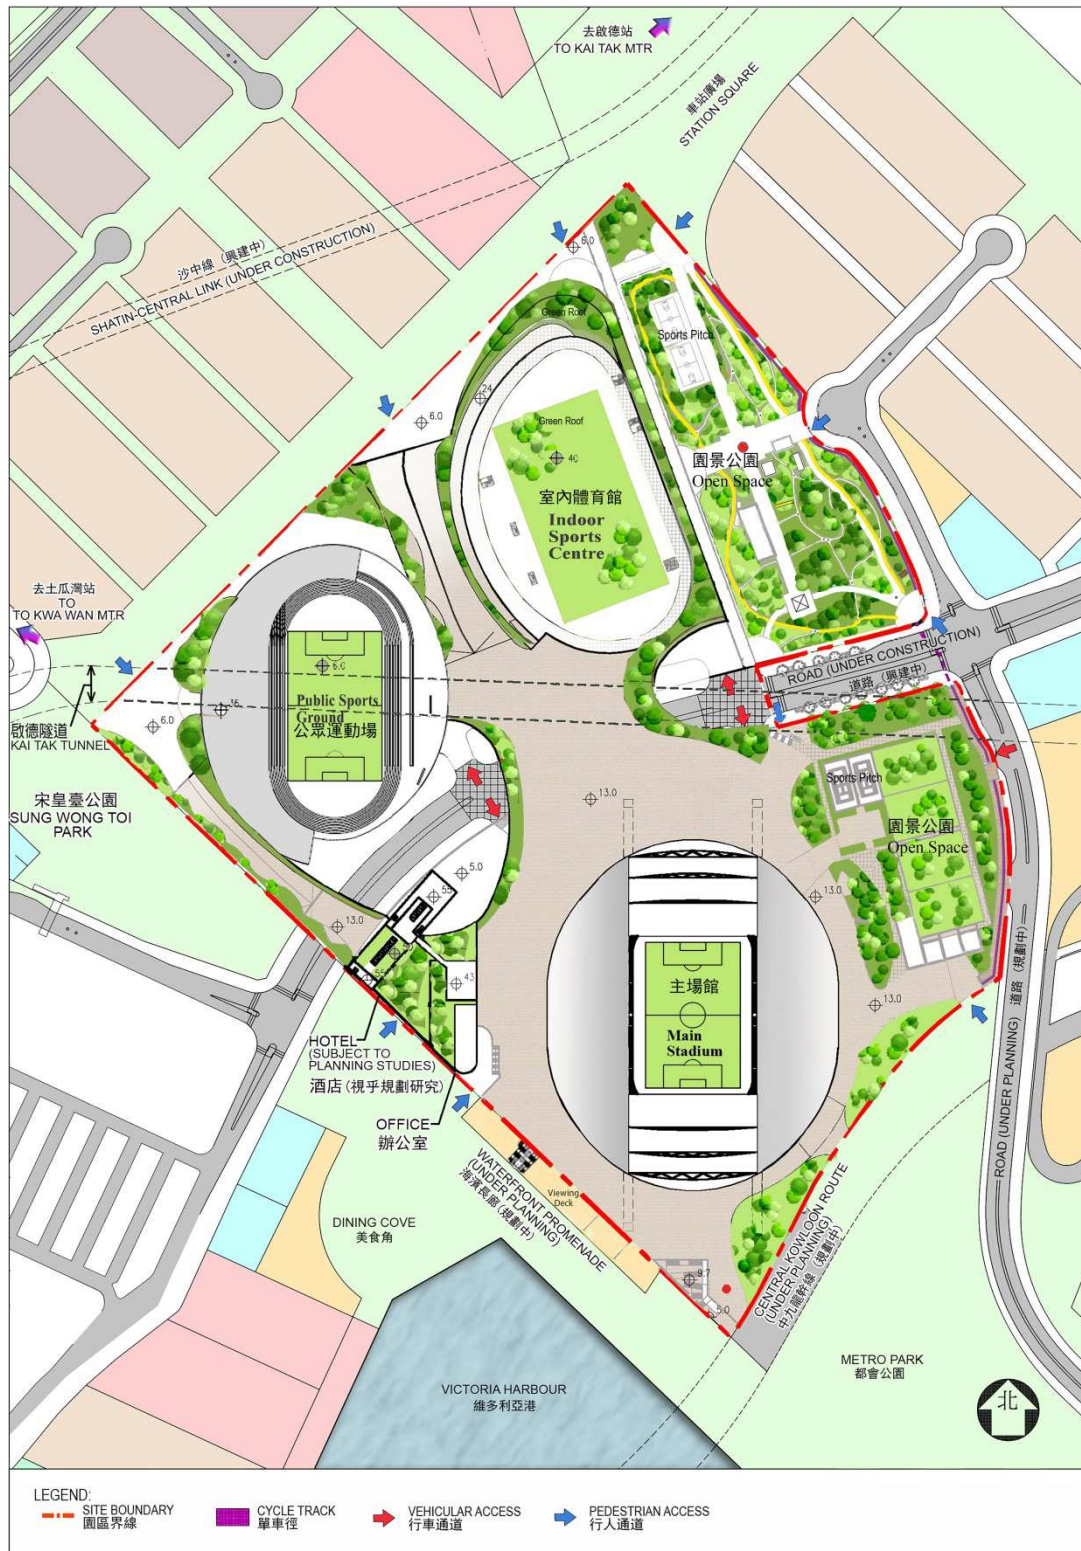 去啟德站
TO KAI TAK MTR
車站廣場
STATION SQUARE
沙中線 (興建中)
SHATIN-CENTRAL LINK (UNDER CONSTRUCTION)
6.0
Green Roof
Sports Pitch
24
6.0
Green Roof
40
園景公園
Open Space
室內體育館
Indoor
Sports
Centre
去土瓜灣站
TO
TO KWA WAN MTR
ROAD (UNDER CONSTRUCTION)
道路 (興建中)
6.0
Public Sports
Ground
公眾運動場
啟德隧道
KAI TAK TUNNEL
6.0
宋皇臺公園
SUNG WONG TOI
PARK
Sports Pitch
13.0
園景公園
Open Space
5.0
13.0
13.0
主場館
Main
Stadium
13.0
43
HOTEL
(SUBJECT TO
PLANNING STUDIES)
酒店 (視乎規劃研究)
OFFICE
辦公室
ROAD (UNDER PLANNING) 道路 (規劃中)
WATERFRONT PROMENADE
(UNDER PLANNING)
海濱長廊 (規劃中)
Viewing
Deck
DINING COVE
美食角
CENTRAL KOWLOON ROUTE
(UNDER PLANNING)
中九龍幹線 (規劃中)
9.7
5.0
METRO PARK
都會公園
VICTORIA HARBOUR
維多利亞港
北
LEGEND:
SITE BOUNDARY
園區界線
CYCLE TRACK
單車徑
VEHICULAR ACCESS
行車通道
PEDESTRIAN ACCESS
行人通道